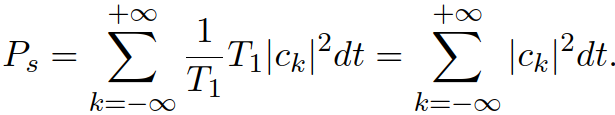 $P_s = \sum_{k=-\infty}^{+\infty} \frac{1}{T_1} T_1 |c_k|^2 dt = \sum_{k=-\infty}^{+\infty} |c_k|^2 dt.$